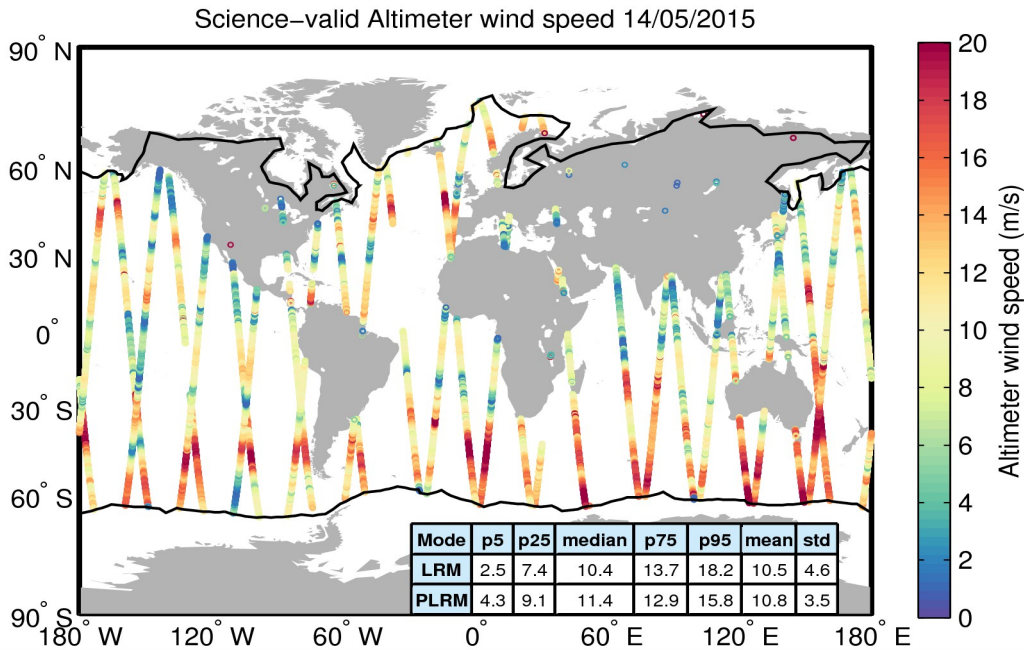 Science−valid Altimeter wind speed 14/05/2015
90° N
60° N
30° N
0°
30° S
60° S
90° S
180° W
120° W
60° W
0°
60° E
120° E
180° E
Mode p5 p25 median p75 p95 mean std
LRM 2.5 7.4 10.4 13.7 18.2 10.5 4.6
PLRM 4.3 9.1 11.4 12.9 15.8 10.8 3.5
20
18
16
14
12
10
8
6
4
2
0
Altimeter wind speed (m/s)